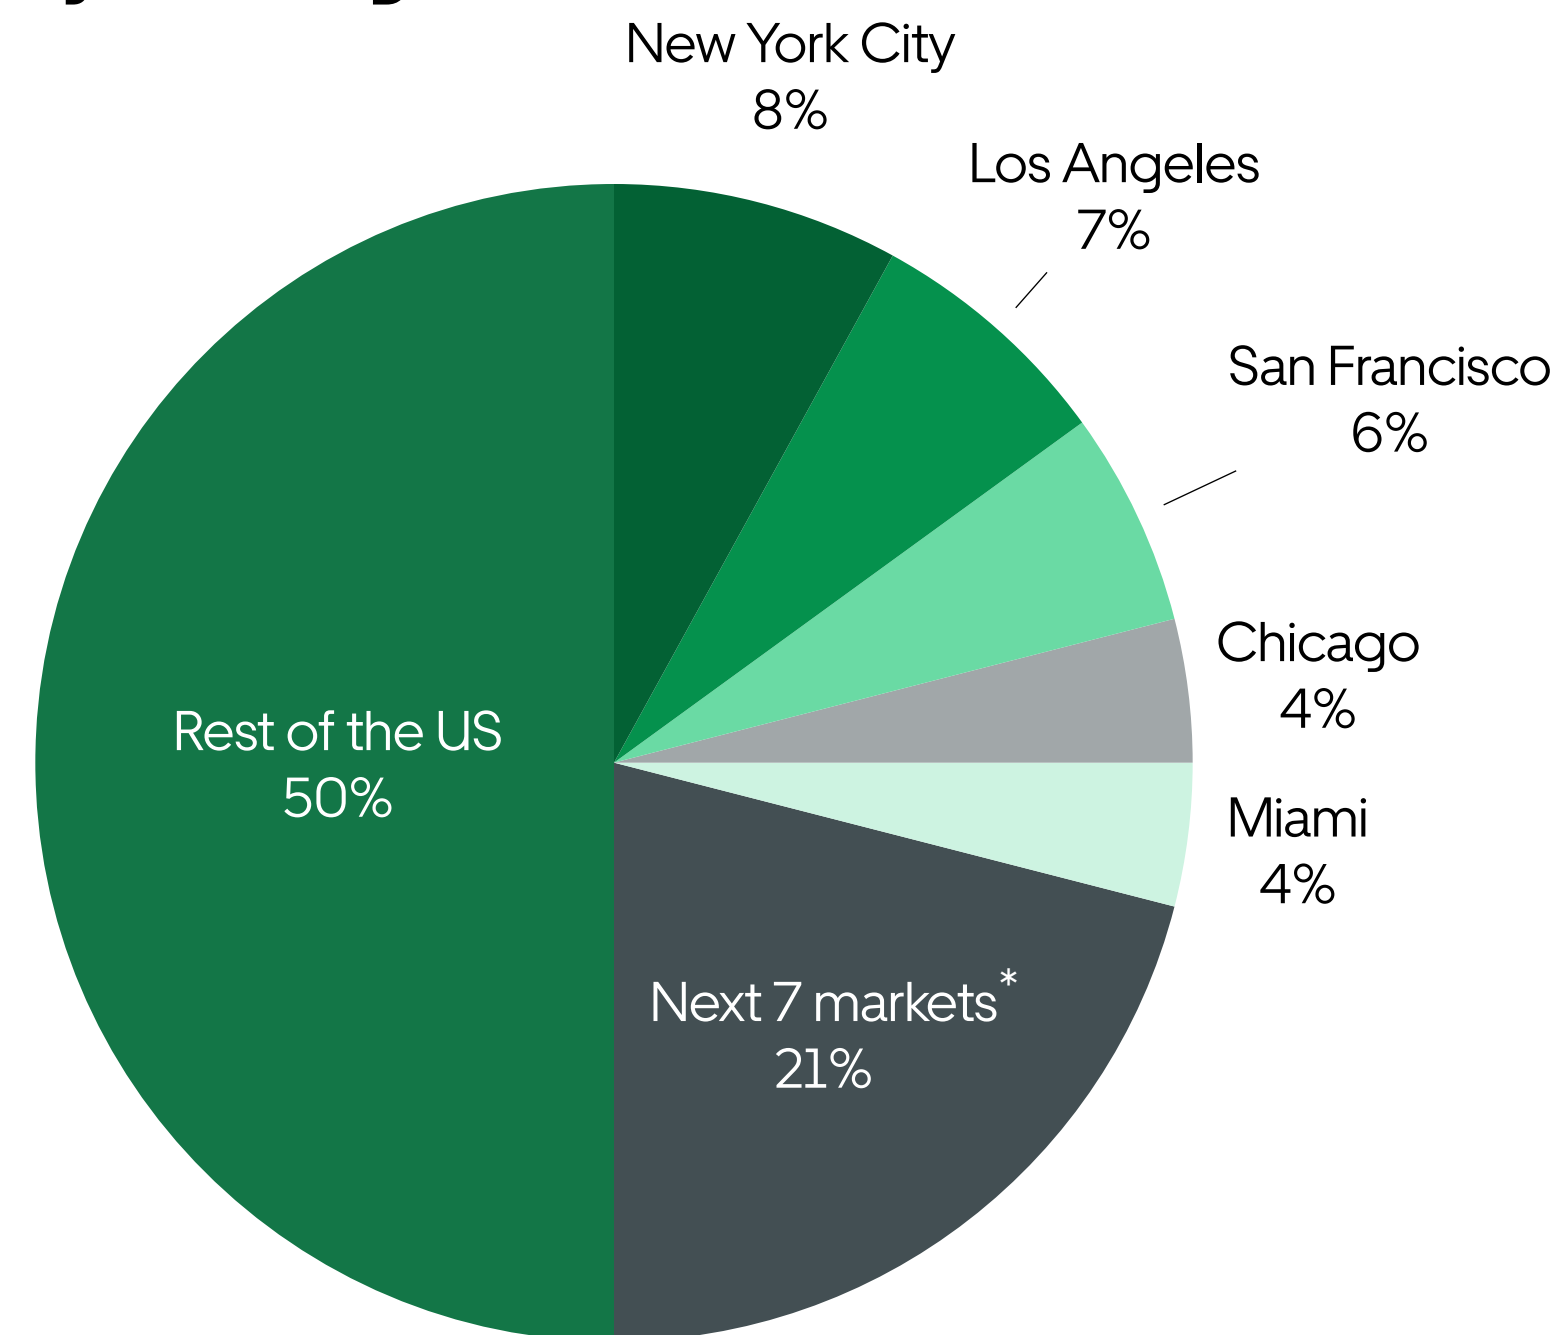 New York City
8%
Los Angeles
7%
San Francisco
6%
Chicago
4%
Miami
4%
Rest of the US
50%
Next 7 markets*
21%